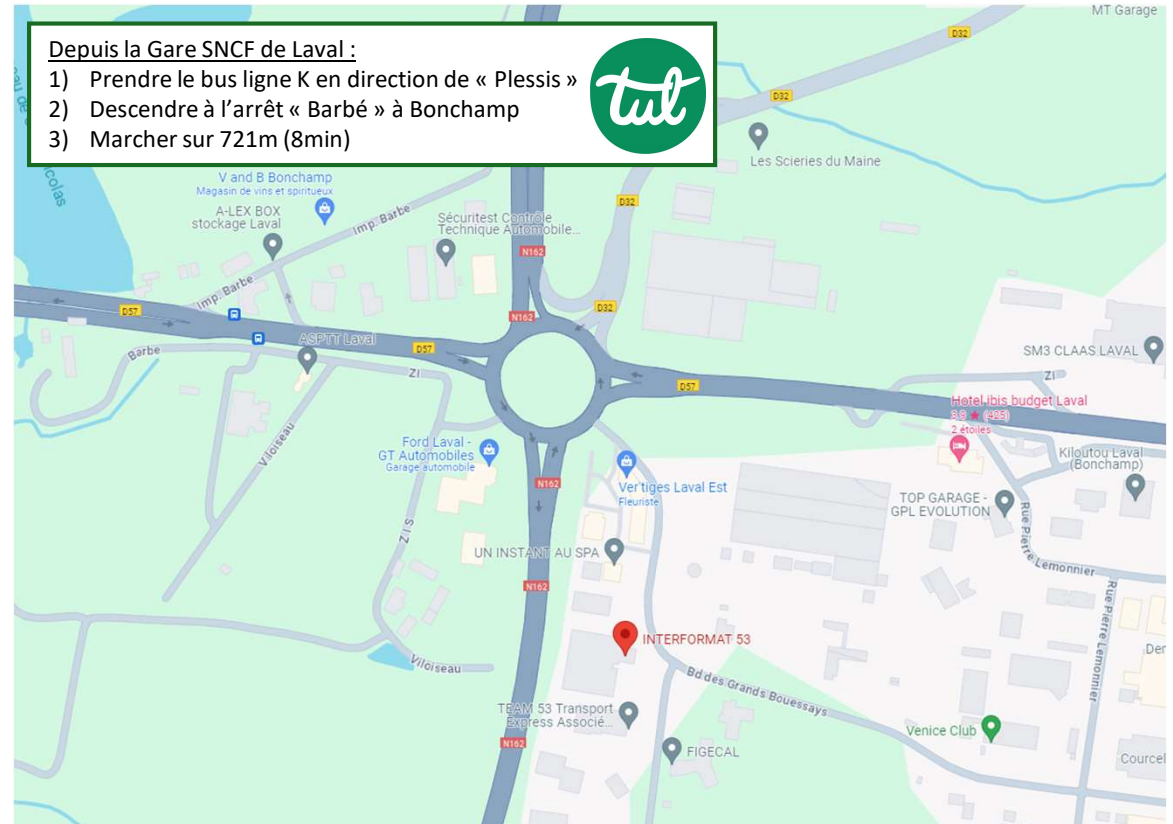 MT Garage
D32
Depuis la Gare SNCF de Laval :
1) Prendre le bus ligne K en direction de « Plessis »
2) Descendre à l'arrêt « Barbé » à Bonchamp
3) Marcher sur 721m (8min)
tul
D32
Les Scieries du Maine
V and B Bonchamp
Magasin de vins et spiritueux
A-LEX BOX
stockage Laval
Imp. Barbe
Sécuritest Contrôle
Technique Automobile...
D32
N162
Imp. Barbe
D57
N162
D32
ASPTT Laval
D57
Barbe
ZI
SM3 CLAAS LAVAL
ZI
D57
Hotel ibis budget Laval
3,9 ★ (425)
2 étoiles
Viloiseau
Ford Laval -
GT Automobiles
Garage automobile
Kiloutou Laval
(Bonchamp)
N162
Ver'tiges Laval Est
Fleuriste
TOP GARAGE -
GPL EVOLUTION
Z I S
UN INSTANT AU SPA
Rue Pierre Lemonnier
N162
Rue Pierre Lemonnier
INTERFORMAT 53
Viloiseau
Bd des Grands Bouessays
TEAM 53 Transport
Express Associé...
Venice Club
N162
FIGECAL
Courcel